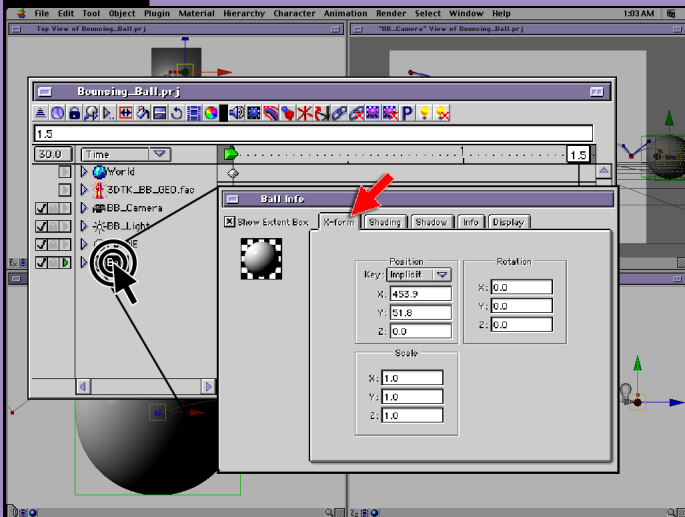 File Edit Tool Object Plugin Material Hierarchy Character Animation Render Select Window Help 1:03 AM
Top View of Bouncing_Ball.prj
"BB_Camera" View of Bouncing_Ball.prj
Bouncing_Ball.prj
P
1.5
30.0 Time 1.5
World
3DTK_BB_GEO.fac
BB_Camera
BB_Light
Ball Info
Show Extent Box X-form Shading Shadow Info Display
Position
Key: Implicit
X: 453.9
Y: 51.8
Z: 0.0
Rotation
X: 0.0
Y: 0.0
Z: 0.0
Scale
X: 1.0
Y: 1.0
Z: 1.0